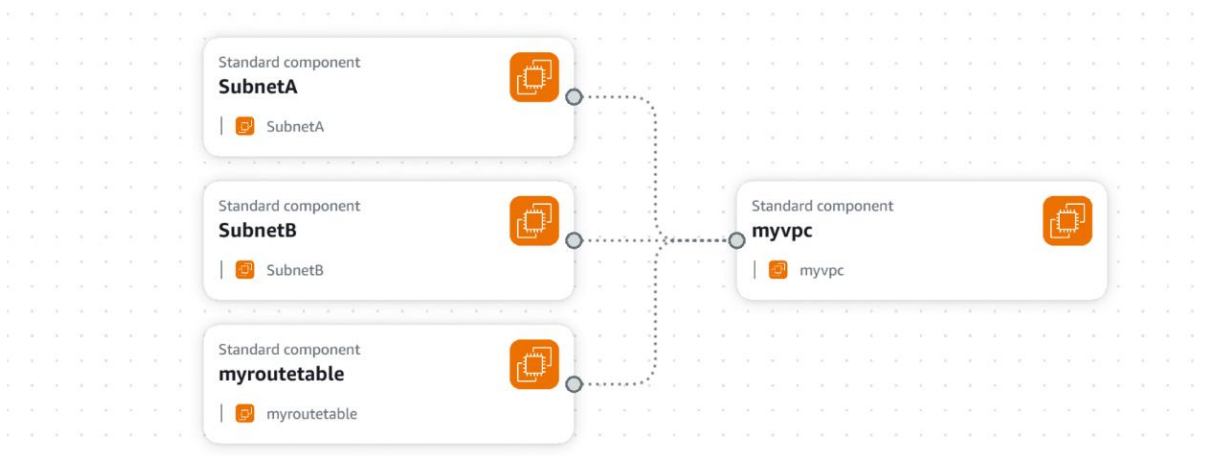 Standard component
SubnetA
SubnetA
Standard component
SubnetB
SubnetB
Standard component
myvpc
myvpc
Standard component
myroutetable
myroutetable